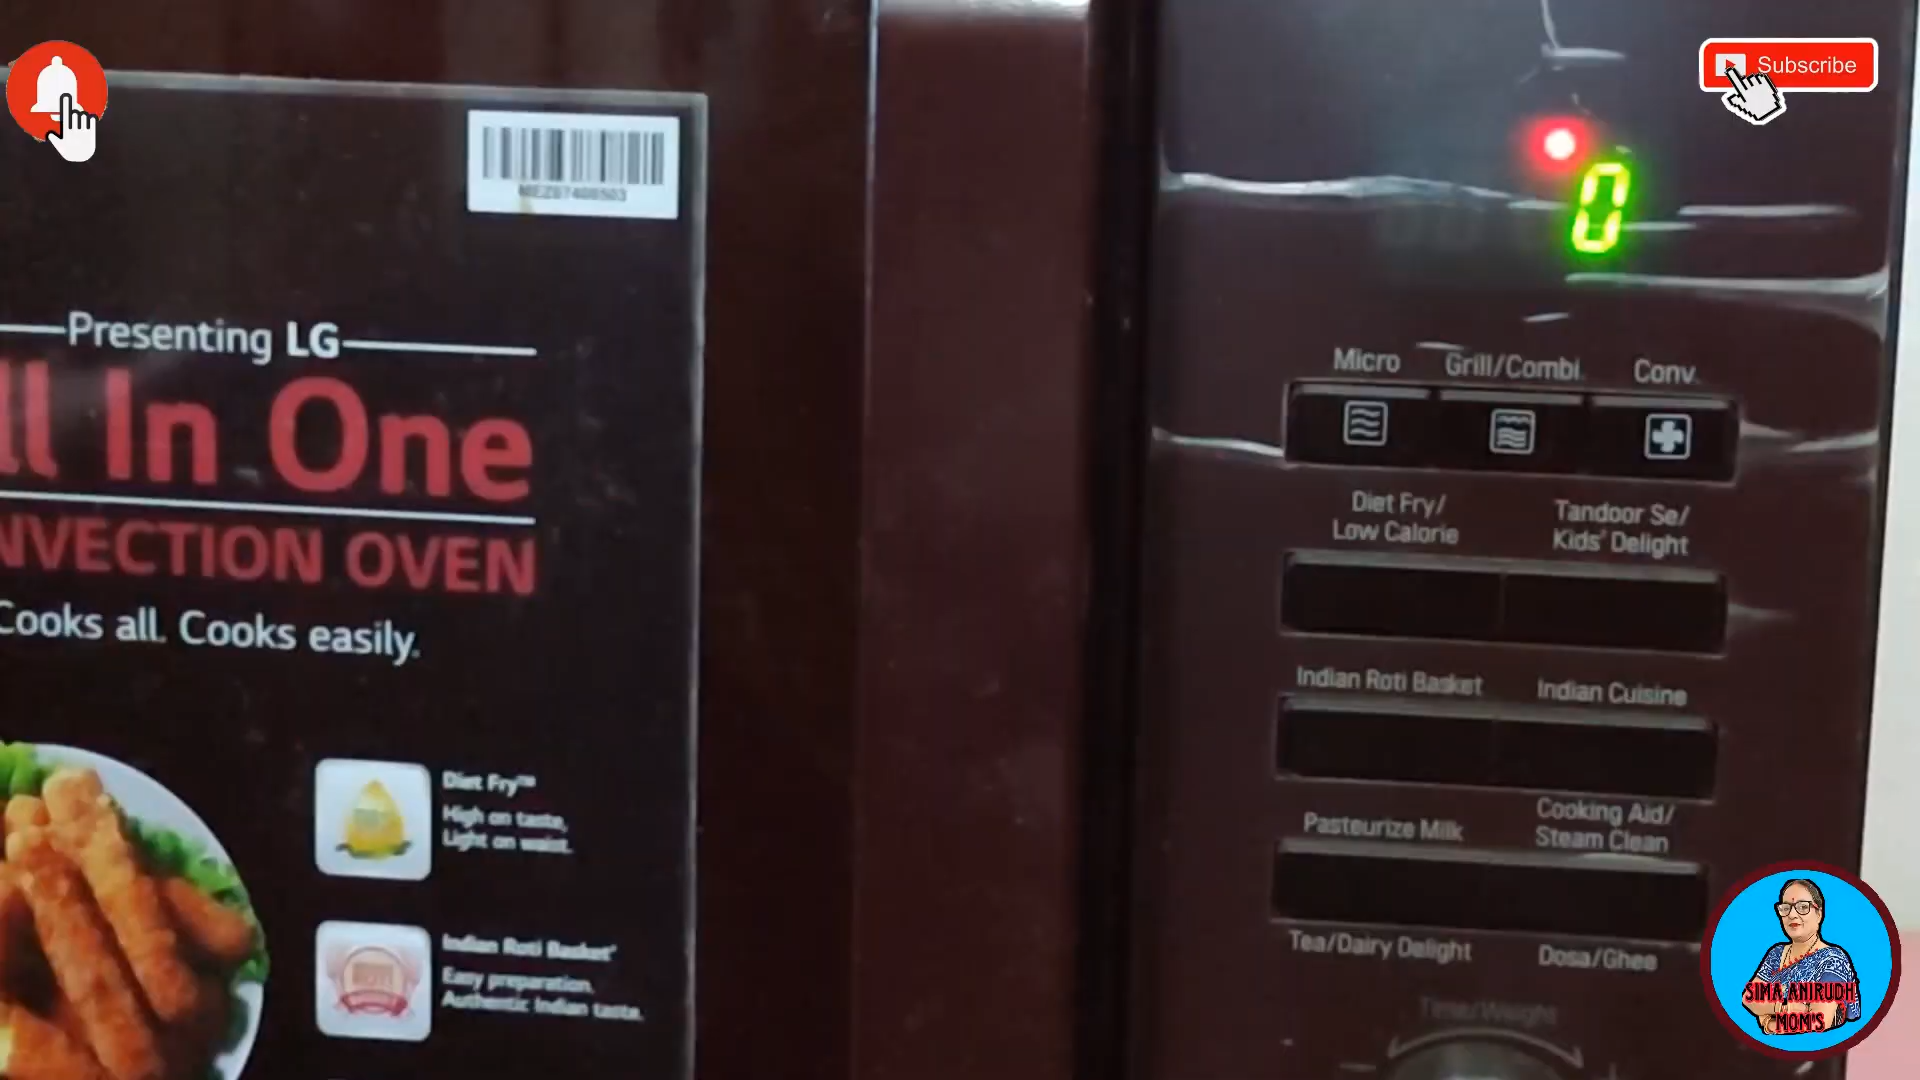 Subscribe
0
Presenting LG
ll In One
NVECTION OVEN
Cooks all. Cooks easily.
Diet Fry™
High on taste,
Light on waist.
Indian Roti Basket
Easy preparation.
Authentic Indian taste.
Micro Grill/Combi. Conv.
Diet Fry/
Low Calorie
Tandoor Se/
Kids' Delight
Indian Roti Basket
Indian Cuisine
Pasteurize Milk
Cooking Aid/
Steam Clean
Tea/Dairy Delight
Dosa/Ghee
Time/Weight
SIMA ANIRUDH
MOM'S